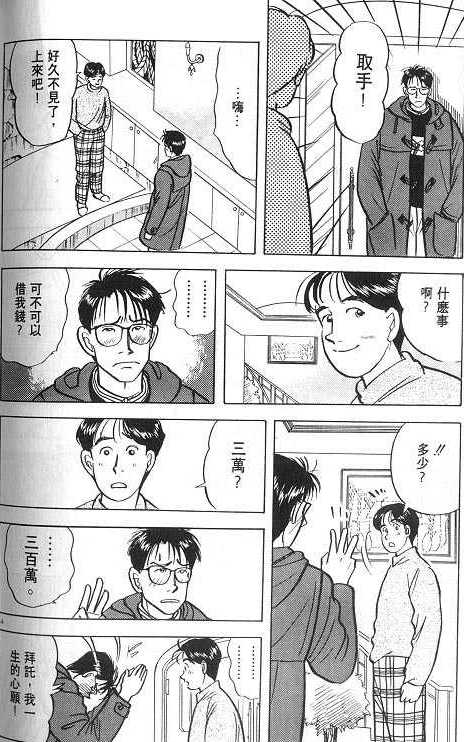 取手！
…嗨…
好久不見了，
上來吧！
什麼事
啊？
………
………
可不可以
借我錢？
多少？
!!
三萬？
三百萬。
拜託，我一
生的心願！